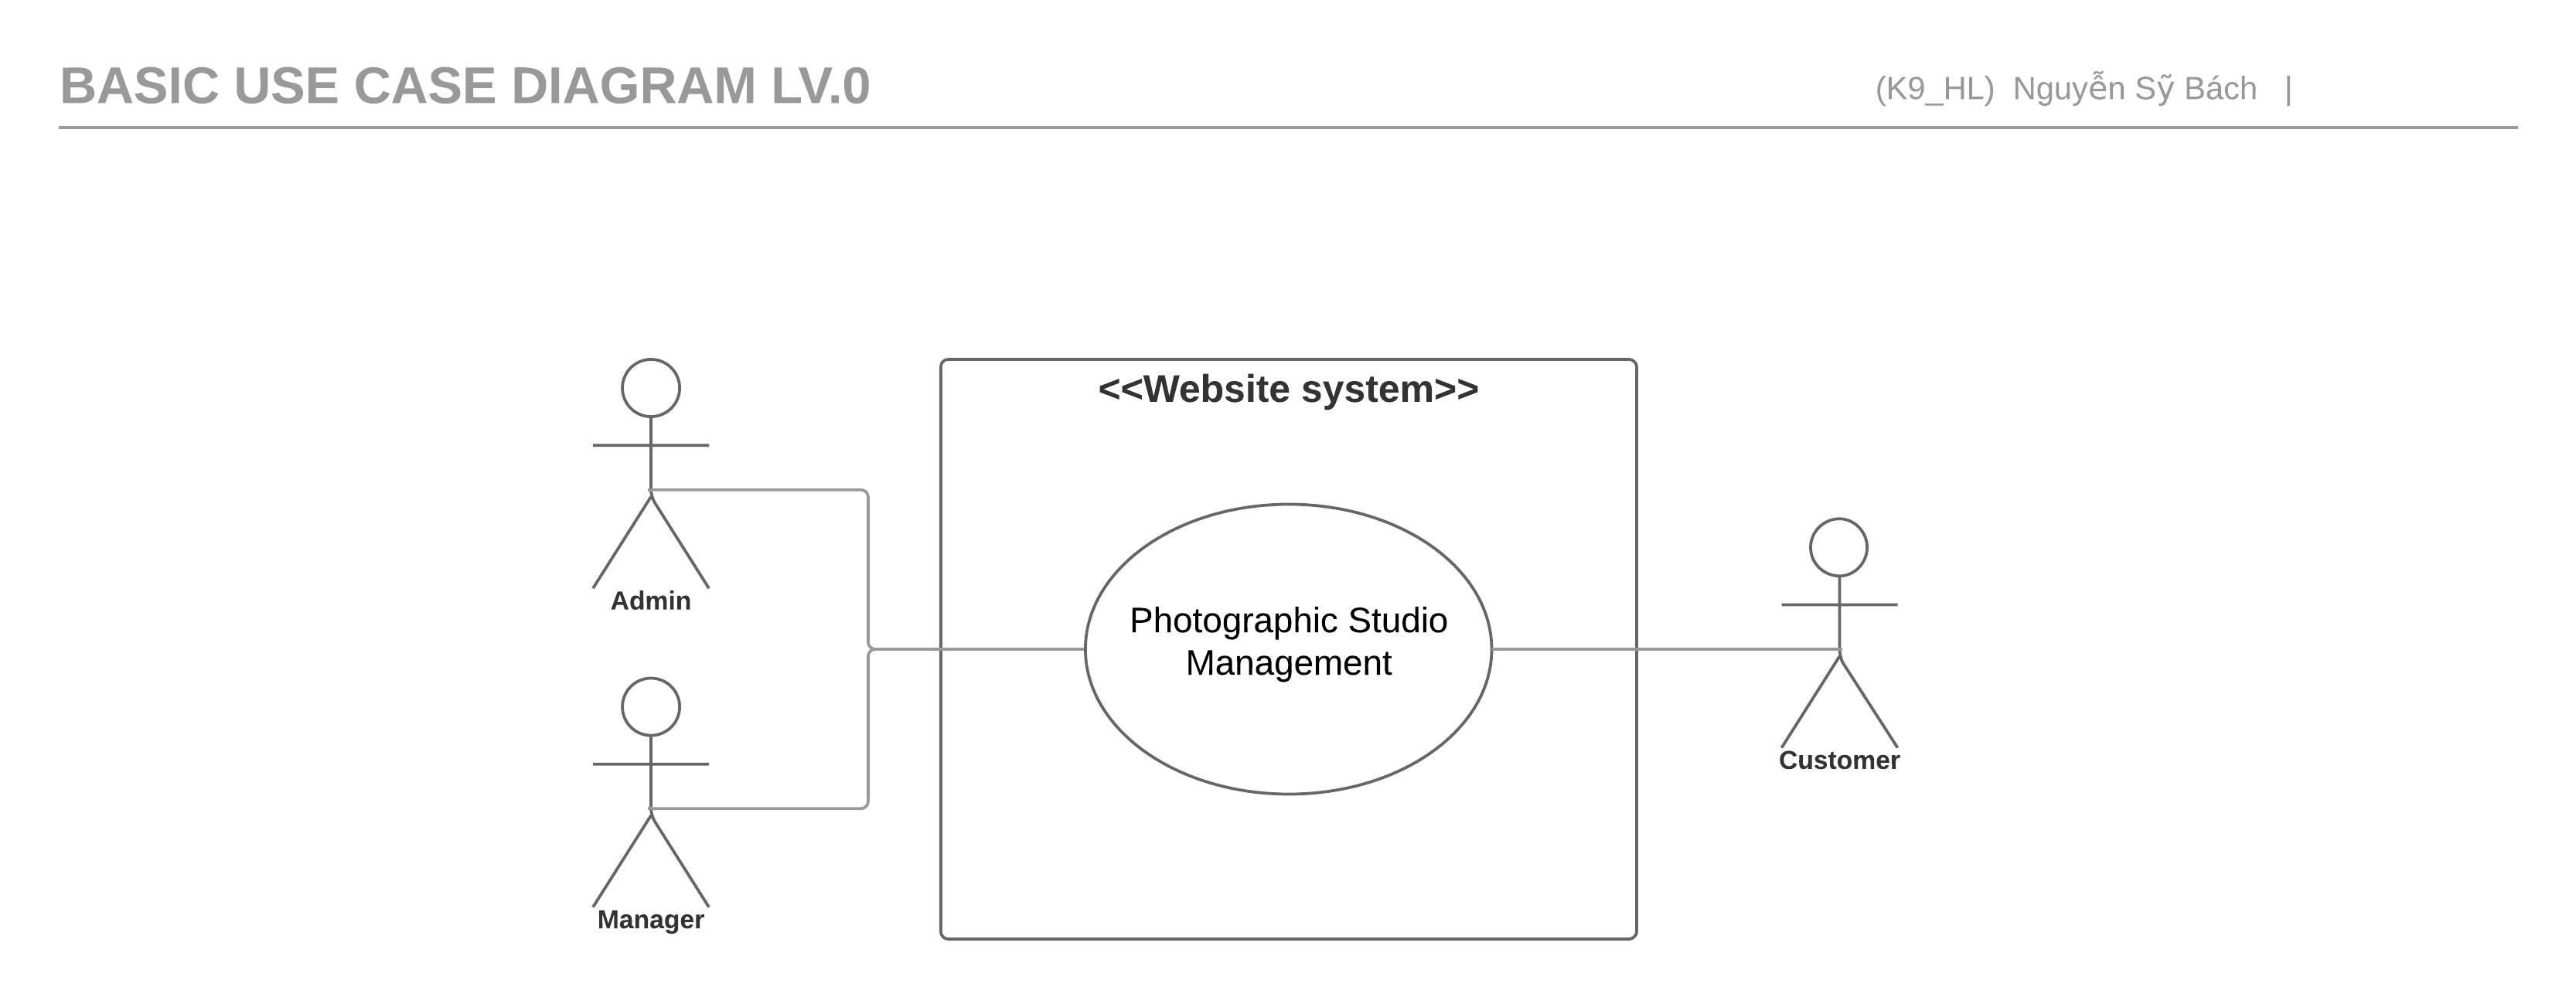 BASIC USE CASE DIAGRAM LV.0
(K9_HL) Nguyễn Sỹ Bách |
<<Website system>>
Admin
Photographic Studio
Management
Customer
Manager